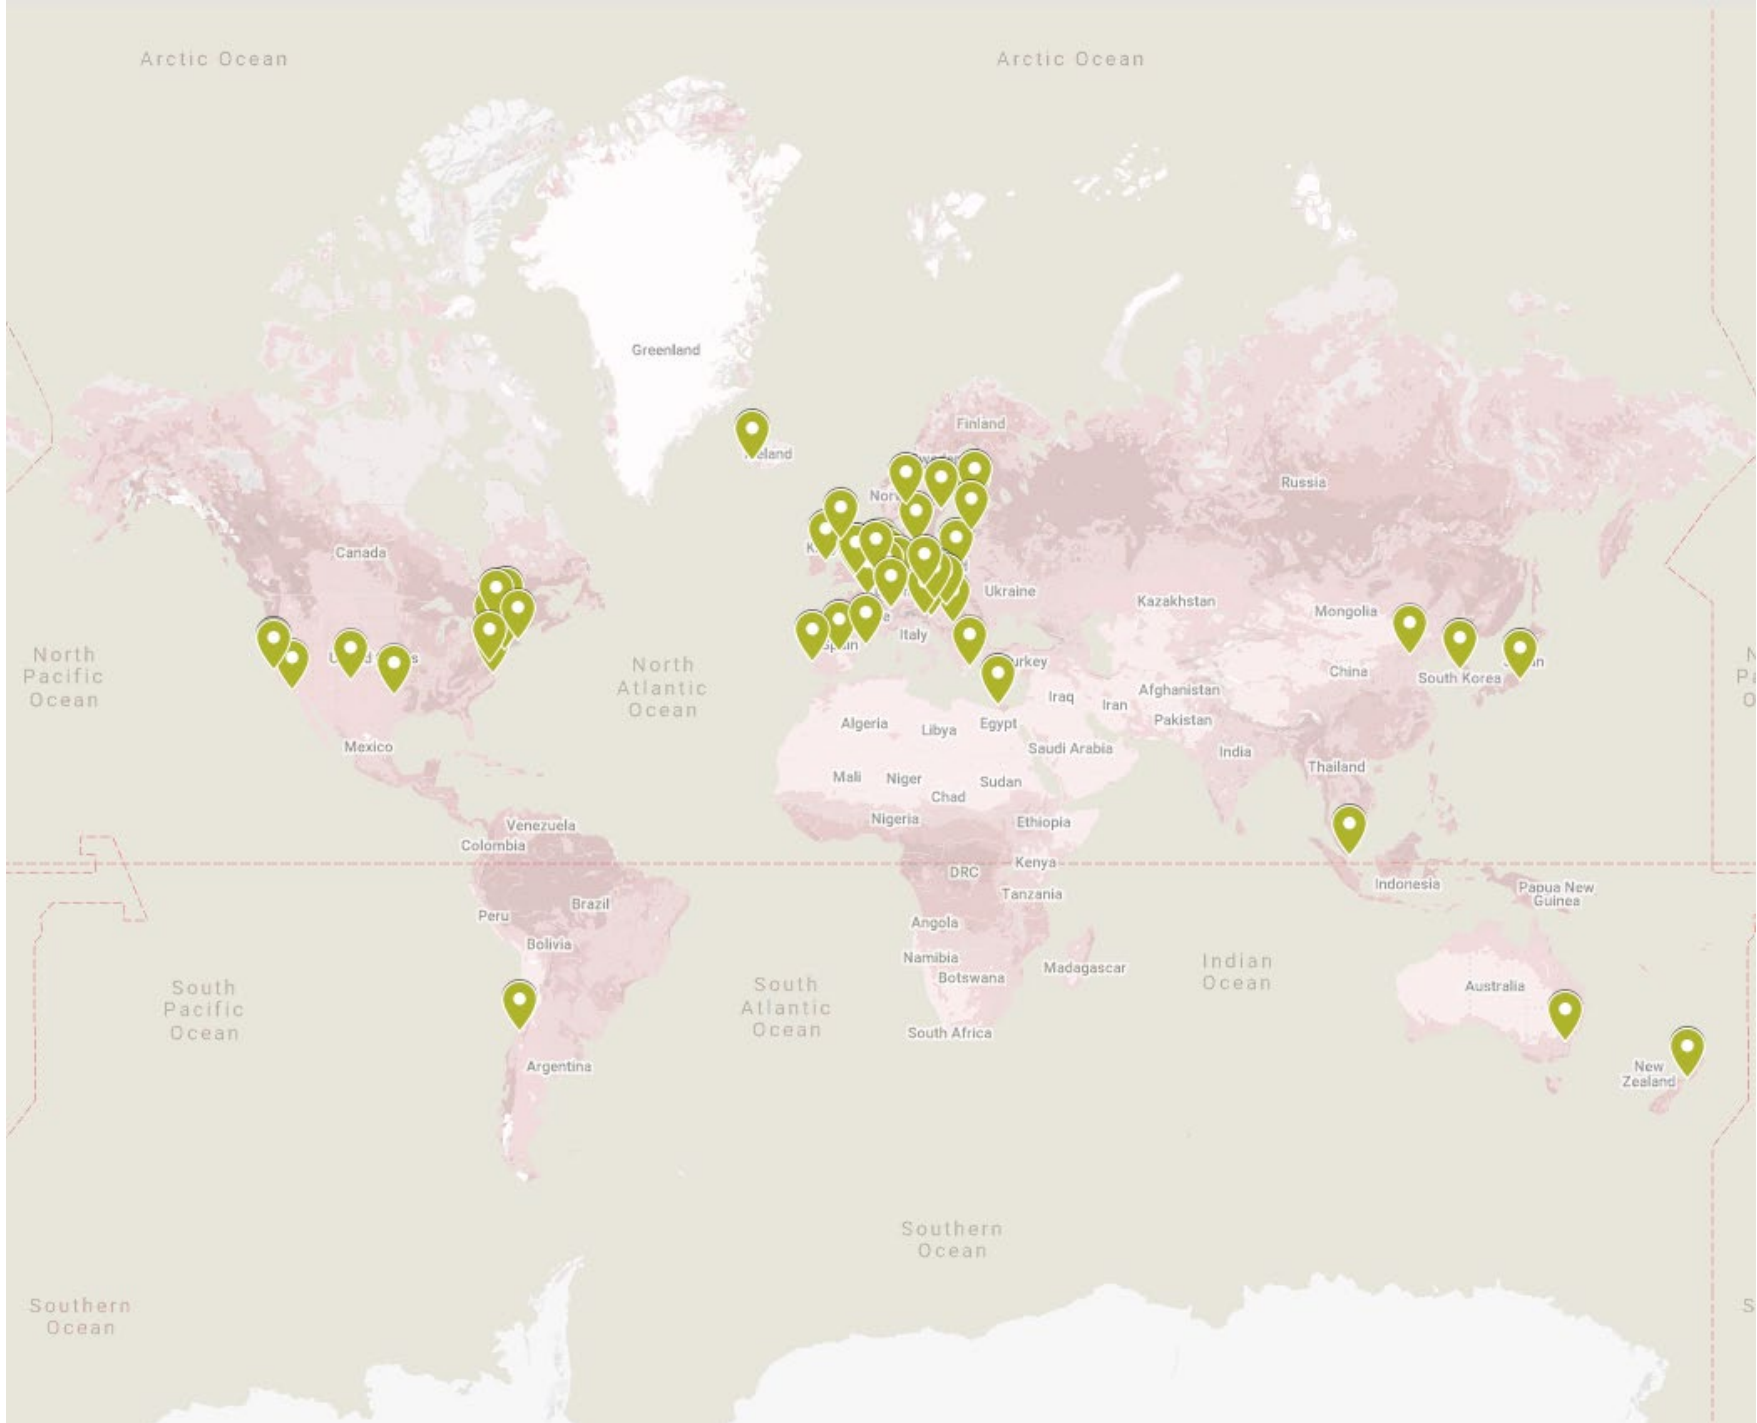 Arctic Ocean
Arctic Ocean
Greenland
Finland
eland
Russia
Canada
Ukraine
Kazakhstan
Mongolia
Italy
North
Pacific
Ocean
North
Atlantic
Ocean
China
South Korea
Iraq
Afghanistan
Iran
Pakistan
Algeria
Libya
Egypt
Saudi Arabia
India
Mexico
Thailand
Mali
Niger
Sudan
Chad
Nigeria
Ethiopia
Venezuela
Colombia
DRC
Kenya
Tanzania
Indonesia
Papua New
Guinea
Peru
Brazil
Angola
Bolivia
Namibia
Botswana
Madagascar
Indian
Ocean
South
Pacific
Ocean
South
Atlantic
Ocean
Australia
South Africa
Argentina
New
Zealand
Southern
Ocean
Southern
Ocean